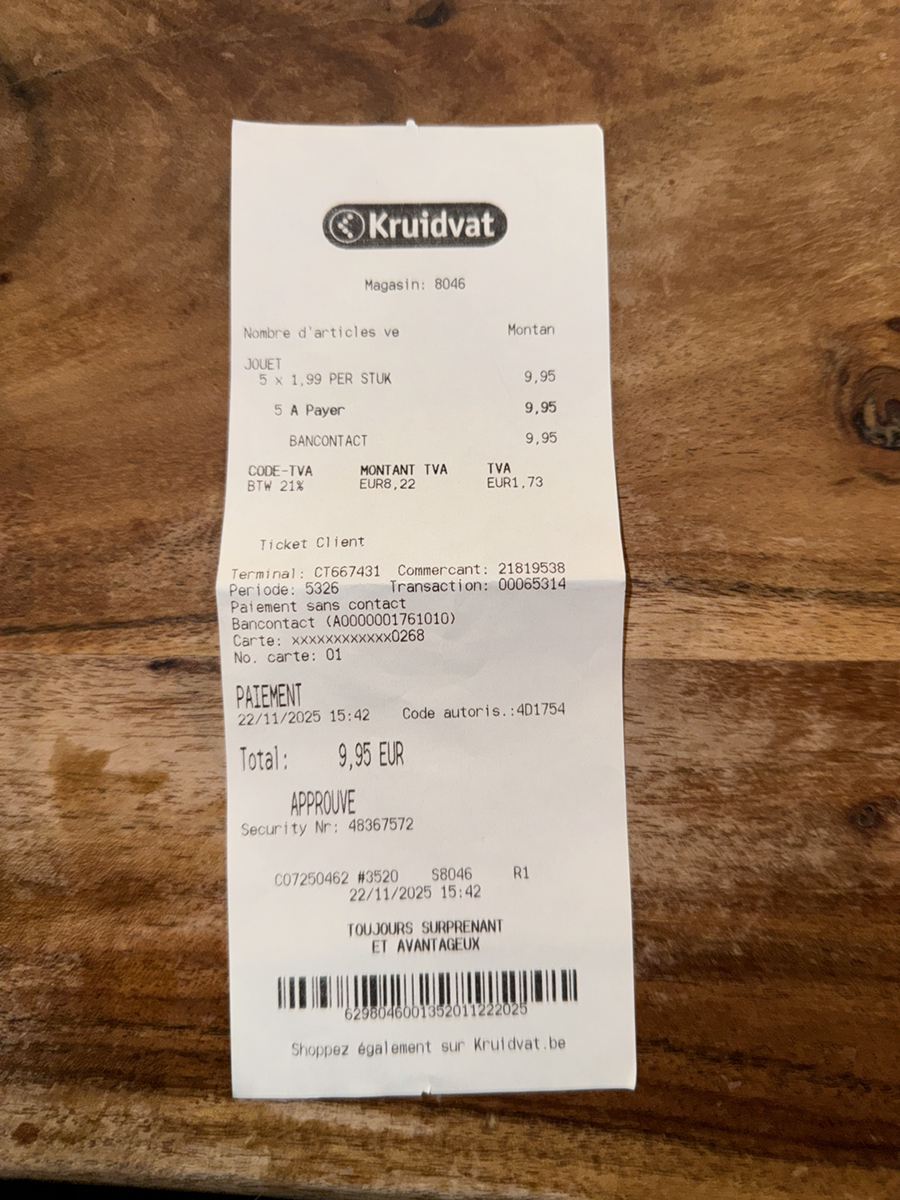 Kruidvat
Magasin: 8046
Nombre d'articles ve Montan
JOUET
5 x 1,99 PER STUK 9,95
5 A Payer 9,95
BANCONTACT 9,95
CODE-TVA MONTANT TVA TVA
BTW 21% EUR8,22 EUR1,73
Ticket Client
Terminal: CT667431 Commercant: 21819538
Periode: 5326 Transaction: 00065314
Paiement sans contact
Bancontact (A0000001761010)
Carte: xxxxxxxxxxxx0268
No. carte: 01
PAIEMENT
22/11/2025 15:42 Code autoris.:4D1754
Total: 9,95 EUR
APPROUVE
Security Nr: 48367572
C07250462 #3520 S8046 R1
22/11/2025 15:42
TOUJOURS SURPRENANT
ET AVANTAGEUX
6298046001352011222025
Shoppez également sur Kruidvat.be